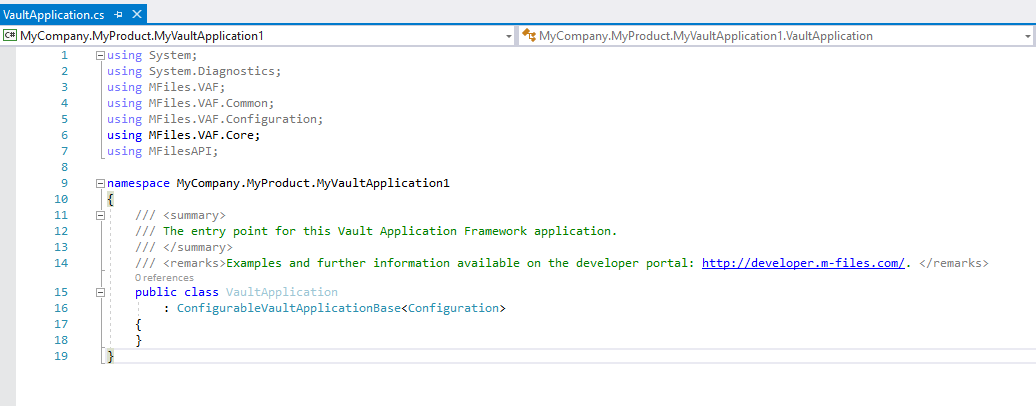 VaultApplication.cs
C# MyCompany.MyProduct.MyVaultApplication1 MyCompany.MyProduct.MyVaultApplication1.VaultApplication
1 using System;
2 using System.Diagnostics;
3 using MFiles.VAF;
4 using MFiles.VAF.Common;
5 using MFiles.VAF.Configuration;
6 using MFiles.VAF.Core;
7 using MFilesAPI;
8
9 namespace MyCompany.MyProduct.MyVaultApplication1
10 {
11 /// <summary>
12 /// The entry point for this Vault Application Framework application.
13 /// </summary>
14 /// <remarks>Examples and further information available on the developer portal: http://developer.m-files.com/. </remarks>
0 references
15 public class VaultApplication
16 : ConfigurableVaultApplicationBase<Configuration>
17 {
18 }
19 }